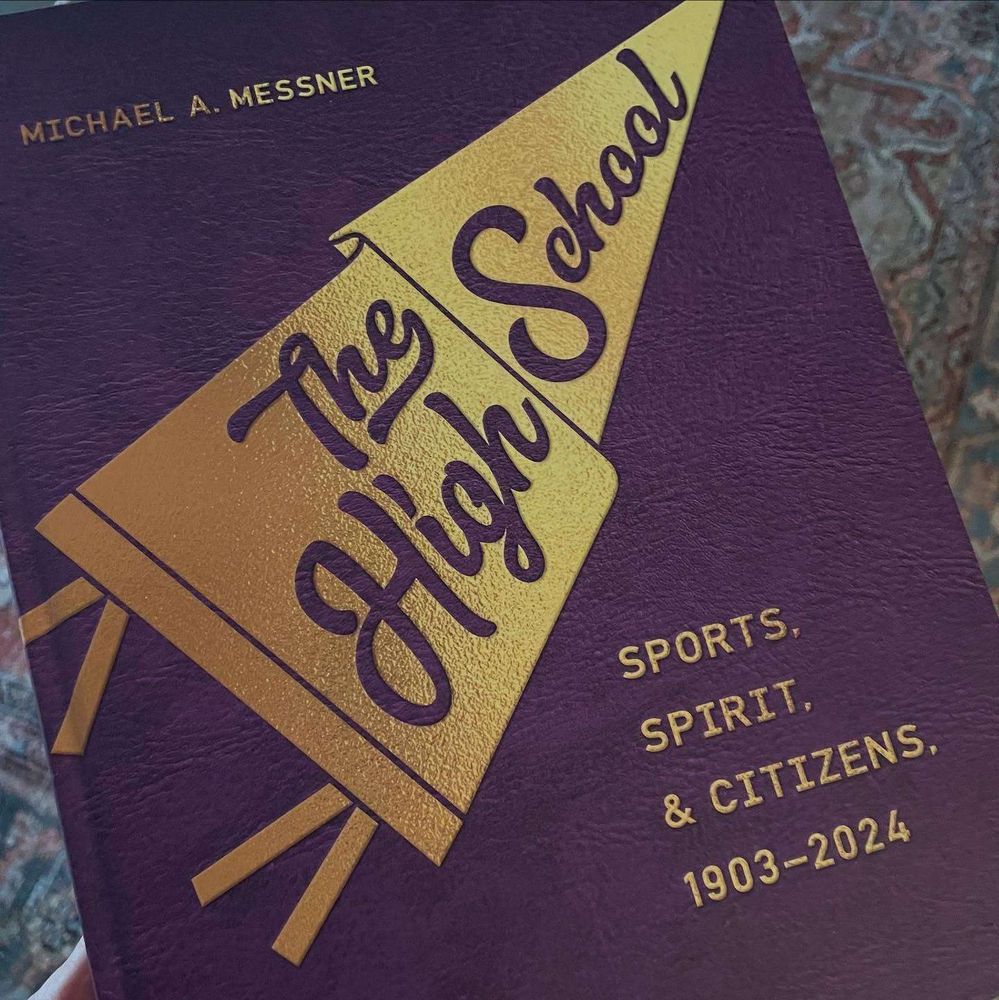 MICHAEL A. MESSNER
The
High
School
SPORTS,
SPIRIT,
& CITIZENS,
1903–2024